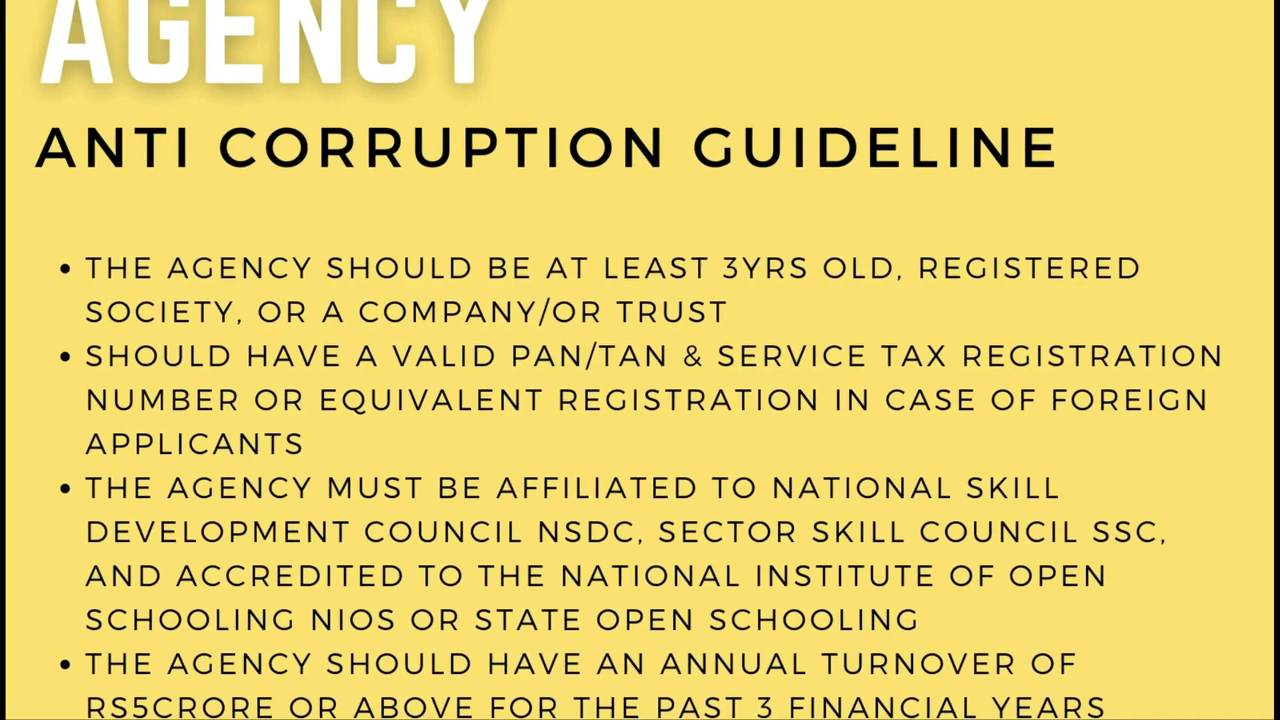 AGENCY
ANTI CORRUPTION GUIDELINE
• THE AGENCY SHOULD BE AT LEAST 3YRS OLD, REGISTERED
SOCIETY, OR A COMPANY/OR TRUST
• SHOULD HAVE A VALID PAN/TAN & SERVICE TAX REGISTRATION
NUMBER OR EQUIVALENT REGISTRATION IN CASE OF FOREIGN
APPLICANTS
• THE AGENCY MUST BE AFFILIATED TO NATIONAL SKILL
DEVELOPMENT COUNCIL NSDC, SECTOR SKILL COUNCIL SSC,
AND ACCREDITED TO THE NATIONAL INSTITUTE OF OPEN
SCHOOLING NIOS OR STATE OPEN SCHOOLING
• THE AGENCY SHOULD HAVE AN ANNUAL TURNOVER OF
RS5CRORE OR ABOVE FOR THE PAST 3 FINANCIAL YEARS